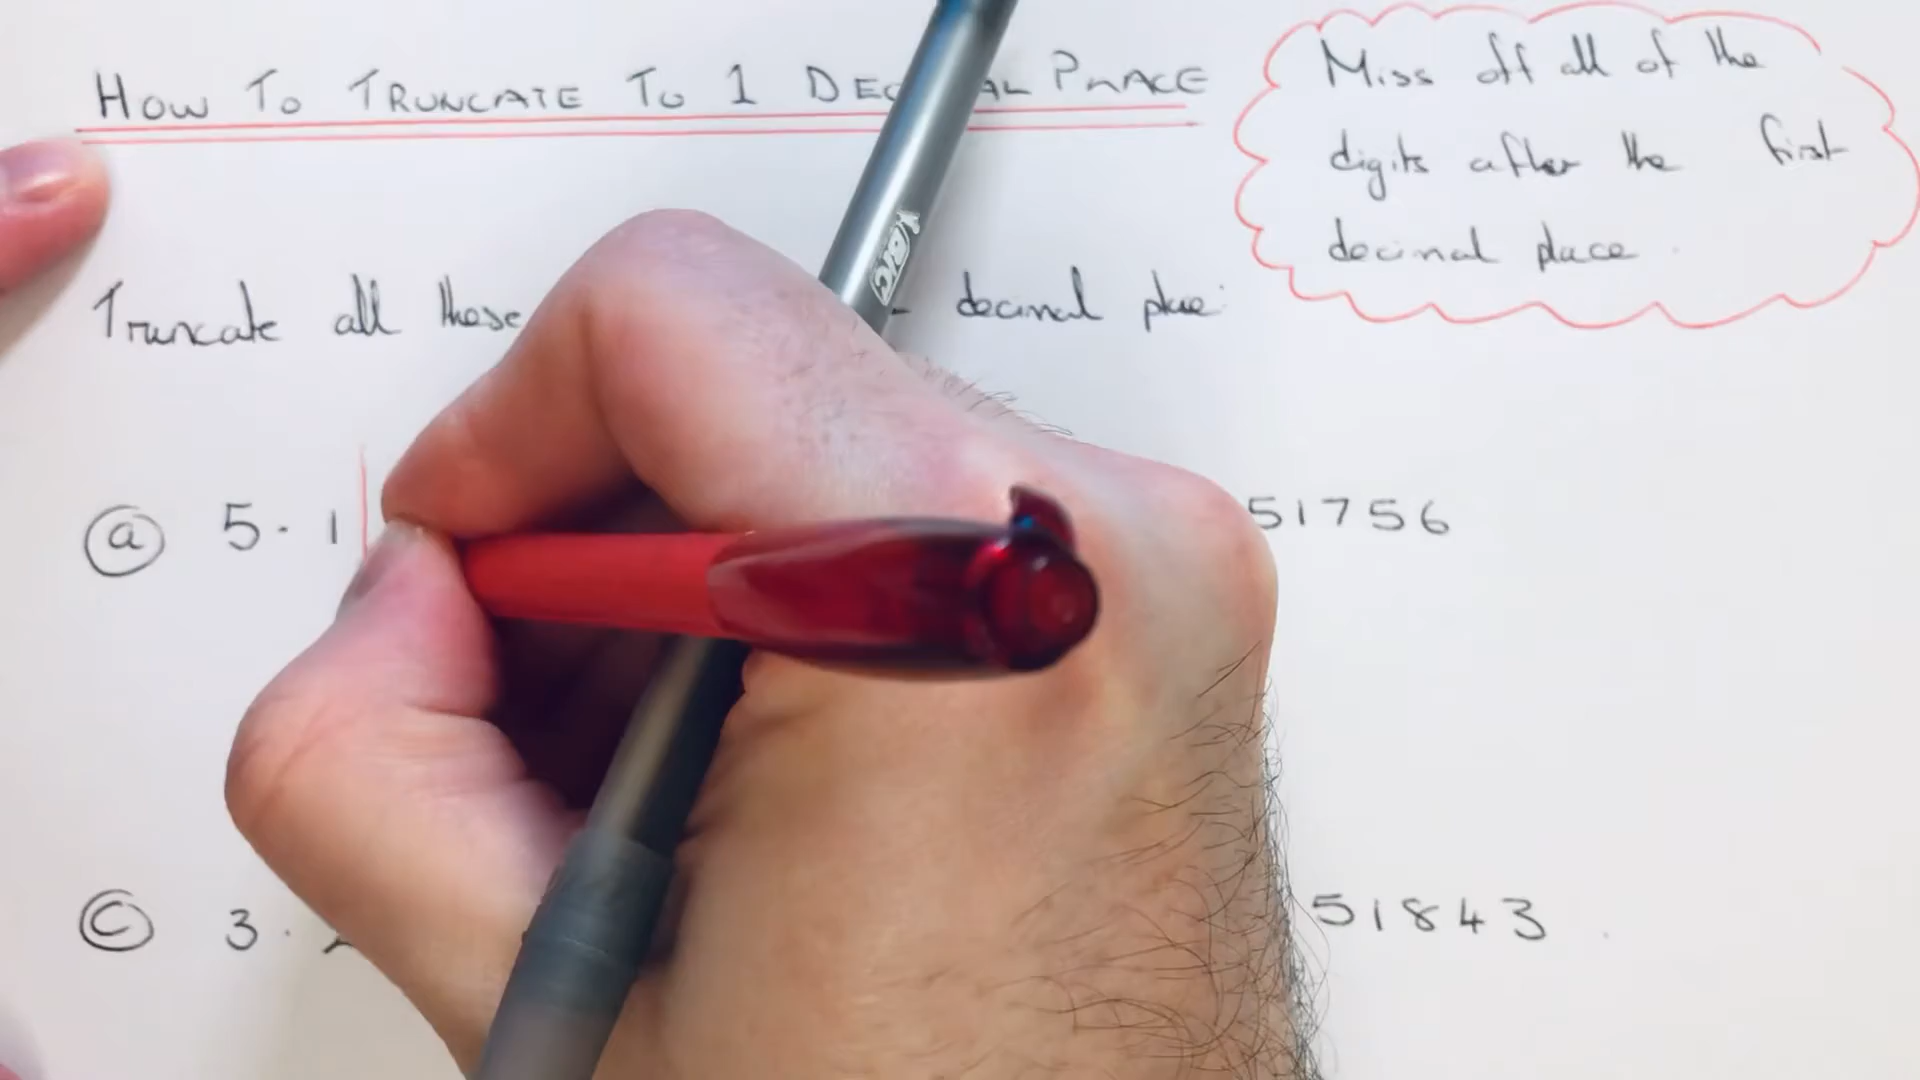 HOW TO TRUNCATE TO 1 DEC AL PLACE
Miss off all of the
digits after the first
decimal place.
BIC
Truncate all these decimal place:
a 5.1
51756
c 3.
51843